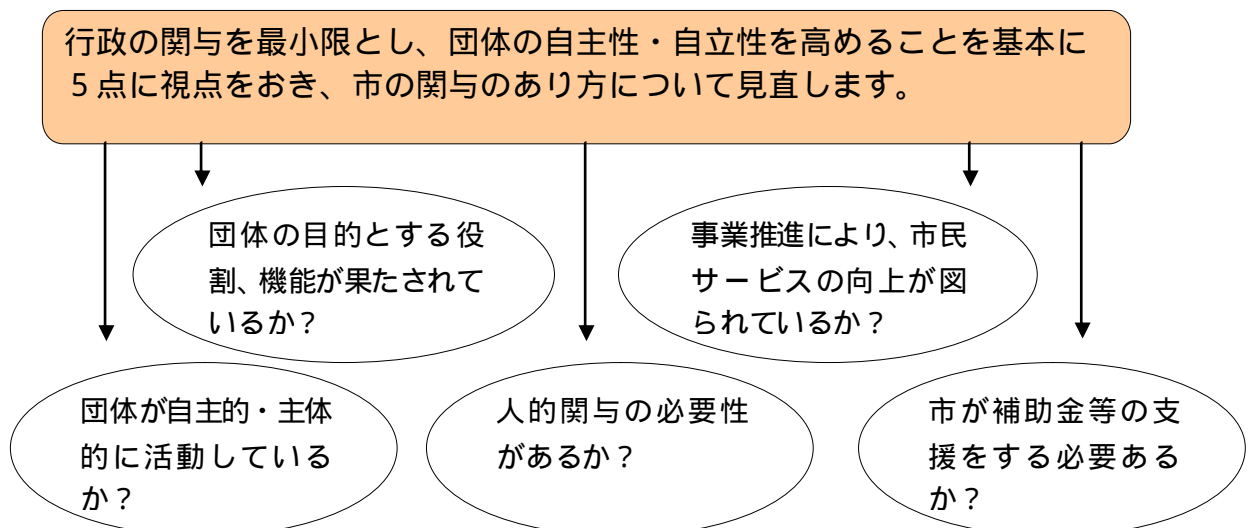 行政の関与を最小限とし、団体の自主性・自立性を高めることを基本に
５点に視点をおき、市の関与のあり方について見直します。
団体の目的とする役
割、機能が果たされて
いるか？
事業推進により、市民
サービスの向上が図
られているか？
団体が自主的・主体
的に活動している
か？
人的関与の必要性
があるか？
市が補助金等の支
援をする必要ある
か？